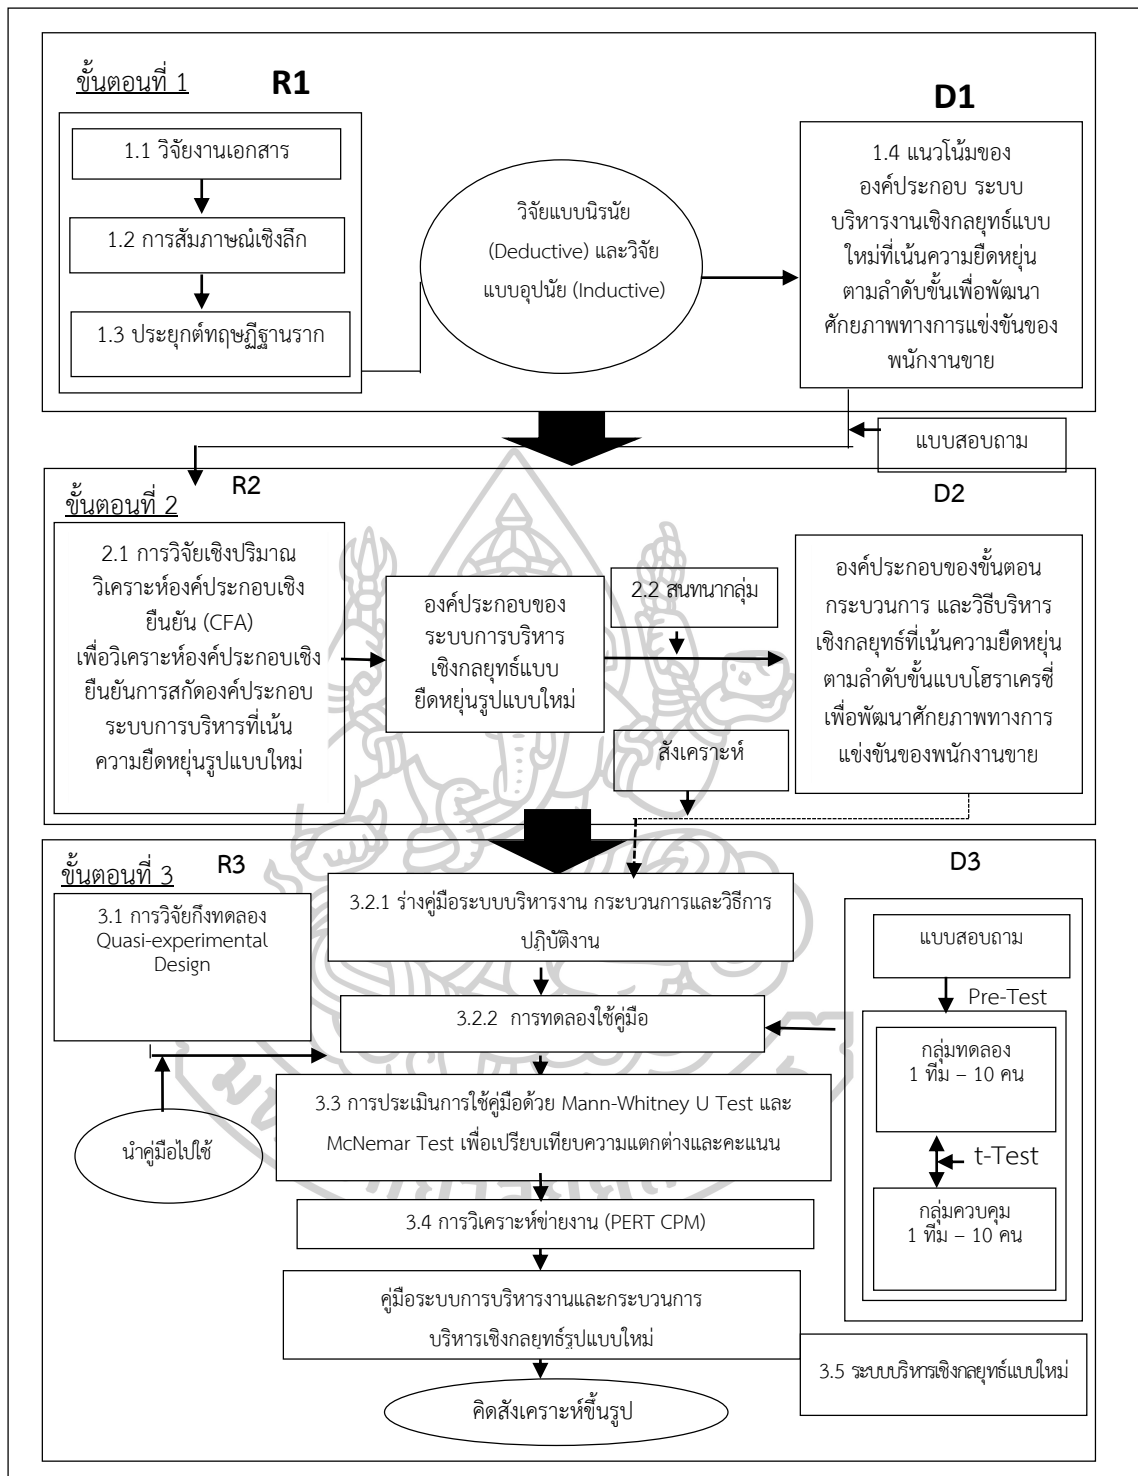 ขั้นตอนที่ 1
R1
D1
1.1 วิจัยงานเอกสาร
1.2 การสัมภาษณ์เชิงลึก
1.3 ประยุกต์ทฤษฎีฐานราก
วิจัยแบบนิรนัย
(Deductive) และวิจัย
แบบอุปนัย (Inductive)
1.4 แนวโน้มของ
องค์ประกอบ ระบบ
บริหารงานเชิงกลยุทธ์แบบ
ใหม่ที่เน้นความยืดหยุ่น
ตามลำดับขั้นเพื่อพัฒนา
ศักยภาพทางการแข่งขันของ
พนักงานขาย
แบบสอบถาม
ขั้นตอนที่ 2
R2
D2
2.1 การวิจัยเชิงปริมาณ
วิเคราะห์องค์ประกอบเชิง
ยืนยัน (CFA)
เพื่อวิเคราะห์องค์ประกอบเชิง
ยืนยันการสกัดองค์ประกอบ
ระบบการบริหารที่เน้น
ความยืดหยุ่นรูปแบบใหม่
องค์ประกอบของ
ระบบการบริหาร
เชิงกลยุทธ์แบบ
ยืดหยุ่นรูปแบบใหม่
2.2 สนทนากลุ่ม
สังเคราะห์
องค์ประกอบของขั้นตอน
กระบวนการ และวิธีบริหาร
เชิงกลยุทธ์ที่เน้นความยืดหยุ่น
ตามลำดับขั้นแบบโฮราเครซี่
เพื่อพัฒนาศักยภาพทางการ
แข่งขันของพนักงานขาย
ขั้นตอนที่ 3
R3
D3
3.1 การวิจัยกึ่งทดลอง
Quasi-experimental
Design
นำคู่มือไปใช้
3.2.1 ร่างคู่มือระบบบริหารงาน กระบวนการและวิธีการ
ปฏิบัติงาน
3.2.2 การทดลองใช้คู่มือ
3.3 การประเมินการใช้คู่มือด้วย Mann-Whitney U Test และ
McNemar Test เพื่อเปรียบเทียบความแตกต่างและคะแนน
3.4 การวิเคราะห์ข่ายงาน (PERT CPM)
คู่มือระบบการบริหารงานและกระบวนการ
บริหารเชิงกลยุทธ์รูปแบบใหม่
คิดสังเคราะห์ขึ้นรูป
แบบสอบถาม
Pre-Test
กลุ่มทดลอง
1 ทีม – 10 คน
t-Test
กลุ่มควบคุม
1 ทีม – 10 คน
3.5 ระบบบริหารเชิงกลยุทธ์แบบใหม่